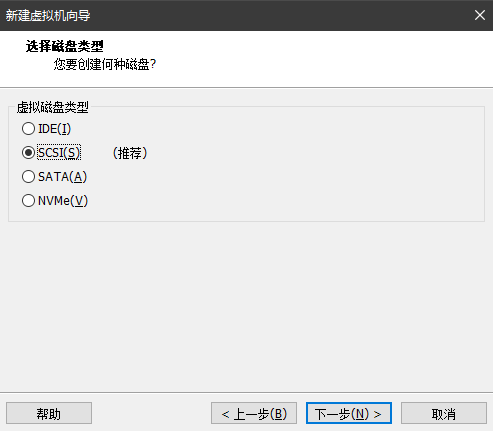 新建虚拟机向导
选择磁盘类型
您要创建何种磁盘?
虚拟磁盘类型
IDE(I)
SCSI(S) （推荐）
SATA(A)
NVMe(V)
帮助 < 上一步(B) 下一步(N) > 取消